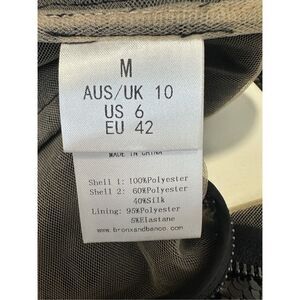 M
AUS/UK 10
US 6
EU 42
MADE IN CHINA
Shell 1: 100%Polyester
Shell 2: 60%Polyester
40%Silk
Lining: 95%Polyester
5%Elastane
www.bronxandbanco.com